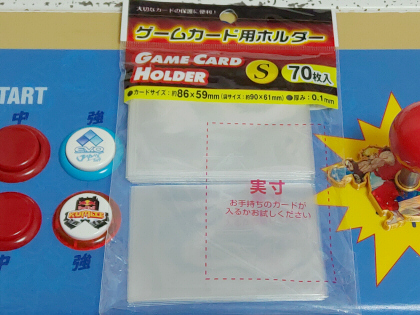 大切なカードの保護に便利!
ゲームカード用ホルダー
GAME CARD
HOLDER
S
70枚入
●カードサイズ:約86×59mm(袋サイズ:約90×61mm)
●厚み:0.1mm
START
中
強
EVO
実寸
お手持ちのカードが
入るかお試しください
Red Bull
KUMITE
中
強